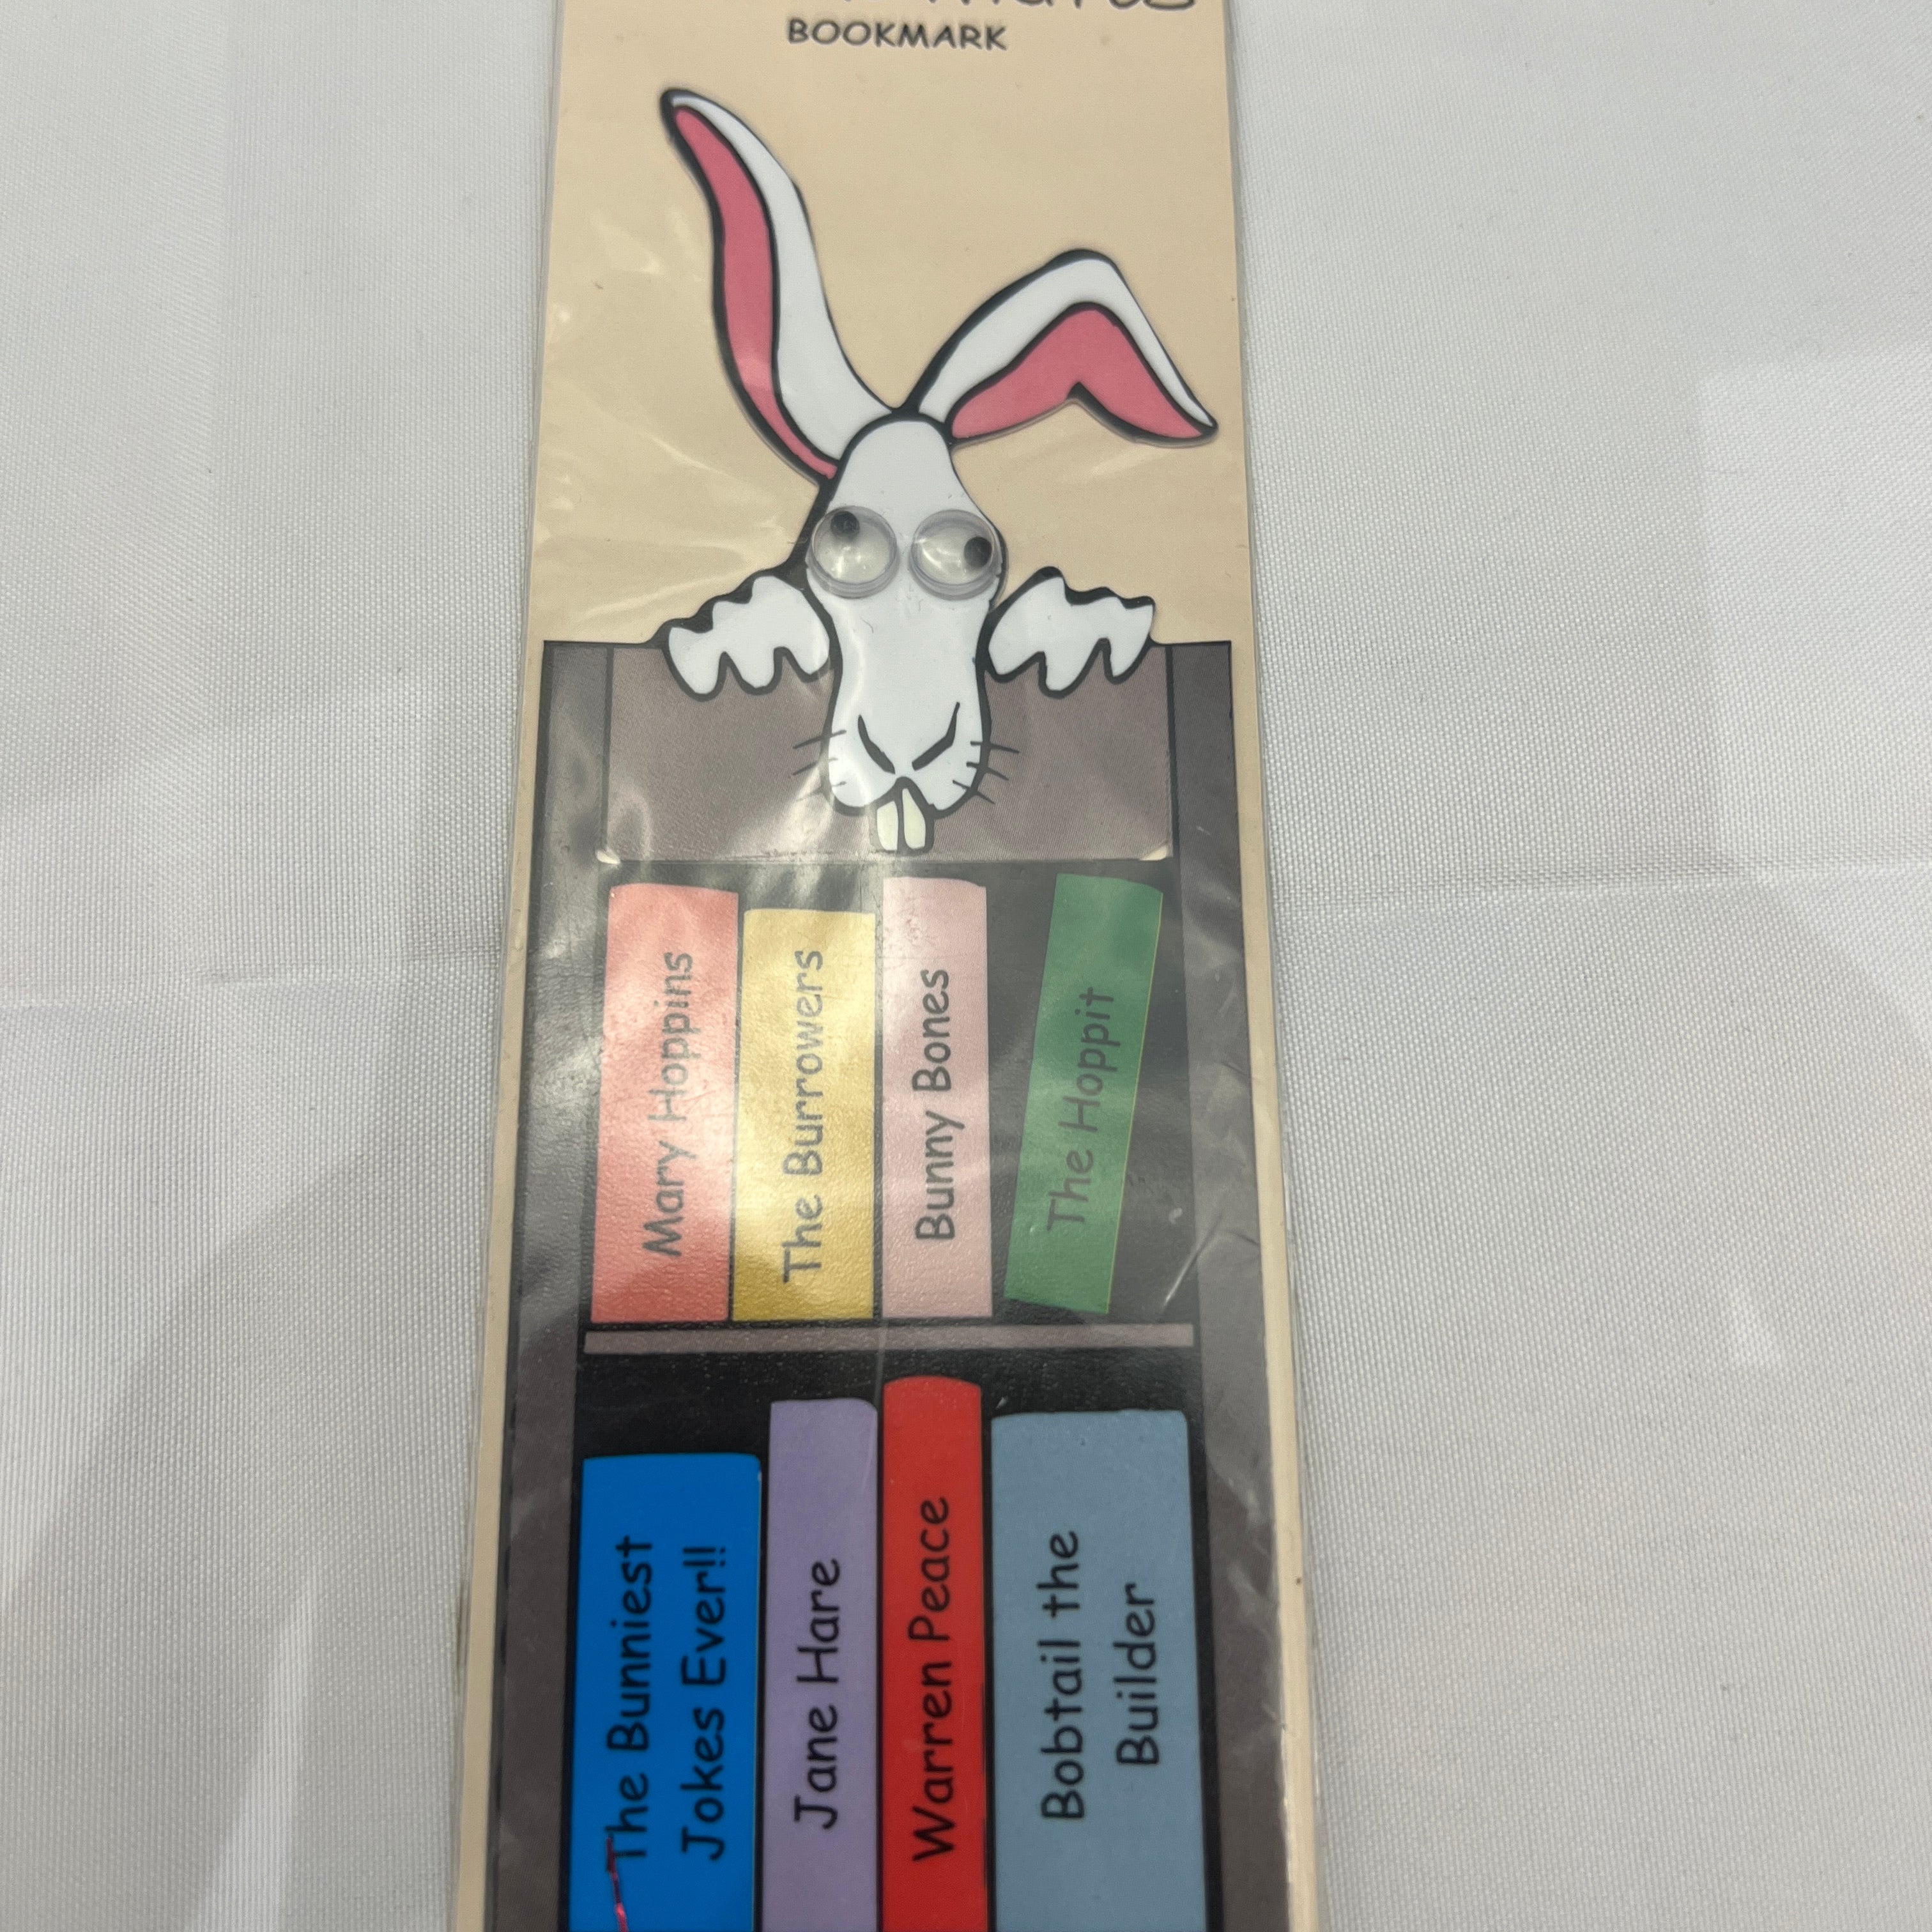 BOOKMARK
Mary Hoppins
The Burrowers
Bunny Bones
The Hoppit
The Bunniest
Jokes Ever!!
Jane Hare
Warren Peace
Bobtail the
Builder